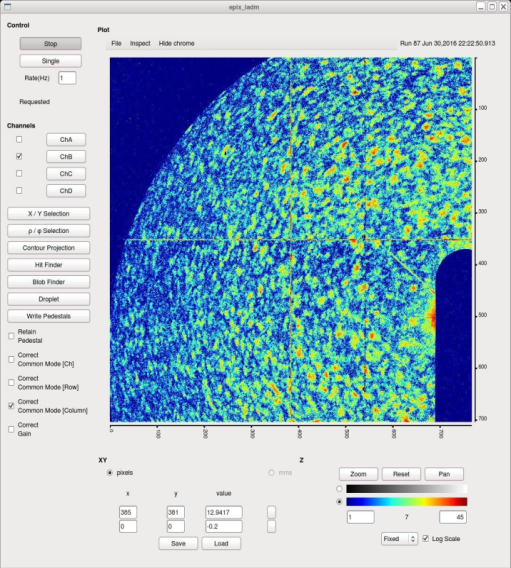 epix_ladm
Control
Stop
Single
Rate(Hz) 1
Requested
Channels
ChA
ChB
ChC
ChD
X / Y Selection
ρ / φ Selection
Contour Projection
Hit Finder
Blob Finder
Droplet
Write Pedestals
Retain
Pedestal
Correct
Common Mode [Ch]
Correct
Common Mode [Row]
Correct
Common Mode [Column]
Correct
Gain
Plot
File Inspect Hide chrome Run 87 Jun 30,2016 22:22:50.913
100
200
300
400
500
600
700
0 100 200 300 400 500 600 700
XY
pixels mms
x y value
385 381 12.9417
0 0 -0.2
Save Load
Z
Zoom Reset Pan
1 7 45
Fixed Log Scale